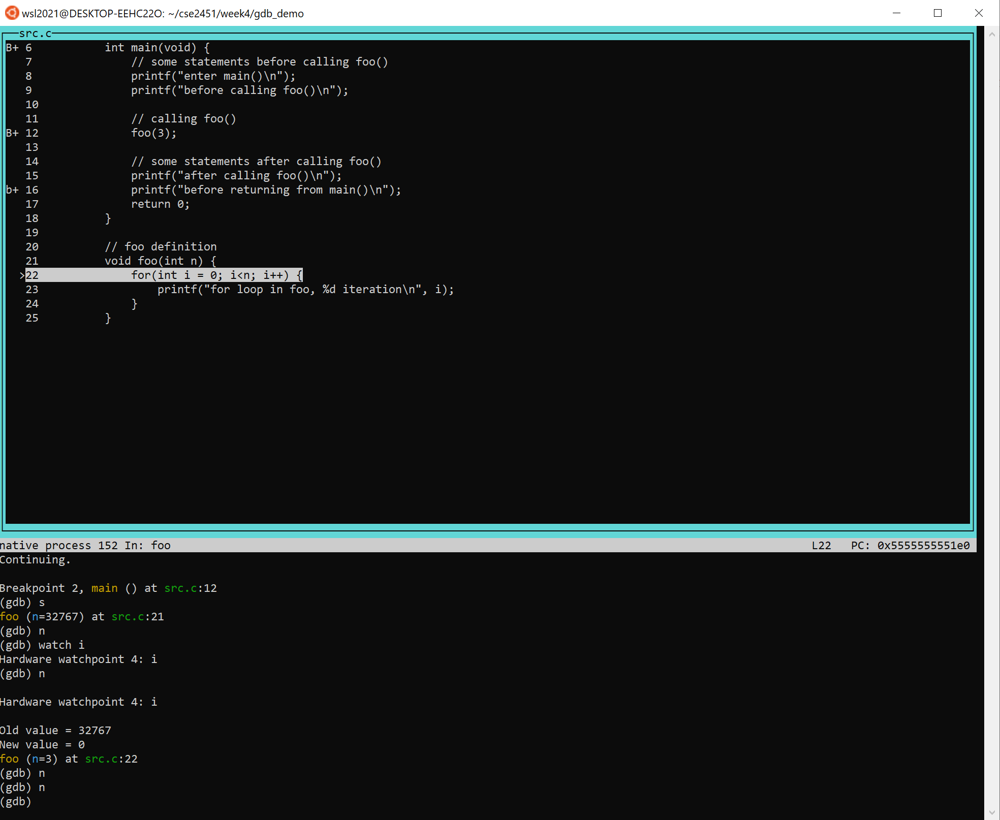 wsl2021@DESKTOP-EEHC22O: ~/cse2451/week4/gdb_demo
src.c
B+ 6 int main(void) {
7 // some statements before calling foo()
8 printf("enter main()\n");
9 printf("before calling foo()\n");
10
11 // calling foo()
B+ 12 foo(3);
13
14 // some statements after calling foo()
15 printf("after calling foo()\n");
b+ 16 printf("before returning from main()\n");
17 return 0;
18 }
19
20 // foo definition
21 void foo(int n) {
>22 for(int i = 0; i<n; i++) {
23 printf("for loop in foo, %d iteration\n", i);
24 }
25 }
native process 152 In: foo L22 PC: 0x5555555551e0
Continuing.
Breakpoint 2, main () at src.c:12
(gdb) s
foo (n=32767) at src.c:21
(gdb) n
(gdb) watch i
Hardware watchpoint 4: i
(gdb) n
Hardware watchpoint 4: i
Old value = 32767
New value = 0
foo (n=3) at src.c:22
(gdb) n
(gdb) n
(gdb)